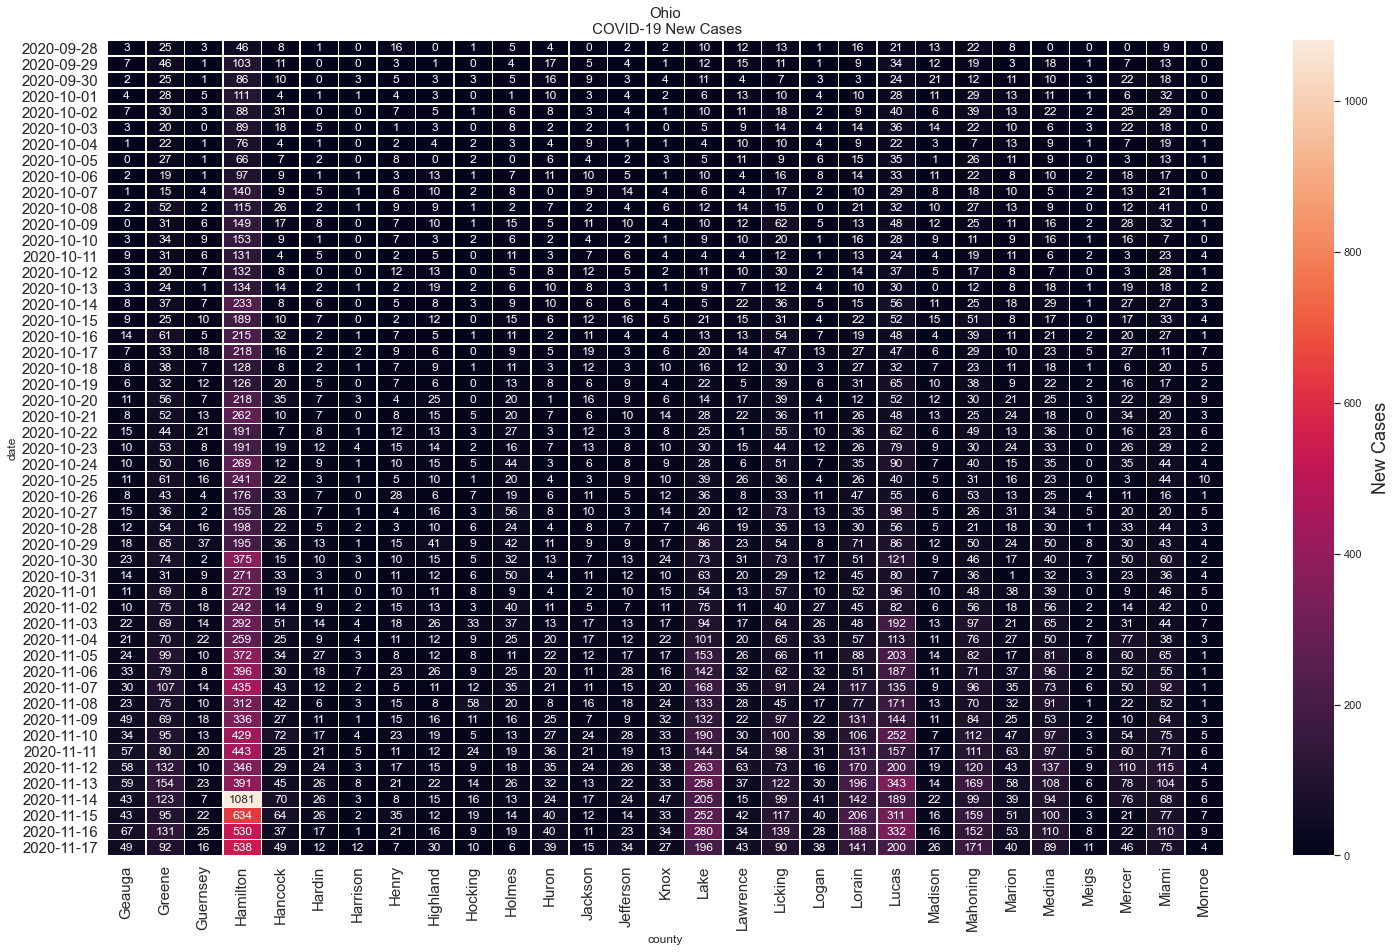 Ohio
COVID-19 New Cases
2020-09-28 3 25 3 46 8 1 0 16 0 1 5 4 0 2 2 10 12 13 1 16 21 13 22 8 0 0 0 9 0
2020-09-29 7 46 1 103 11 0 0 3 1 0 4 17 5 4 1 12 15 11 1 9 34 12 19 3 18 1 7 13 0
2020-09-30 2 25 1 86 10 0 3 5 3 3 5 16 9 3 4 11 4 7 3 3 24 21 12 11 10 3 22 18 0
2020-10-01 4 28 5 111 4 1 1 4 3 0 1 10 3 4 2 6 13 10 4 10 28 11 29 13 11 1 6 32 0
2020-10-02 7 30 3 88 31 0 0 7 5 1 6 8 3 4 1 10 11 18 2 9 40 6 39 13 22 2 25 29 0
2020-10-03 3 20 0 89 18 5 0 1 3 0 8 2 2 1 0 5 9 14 4 14 36 14 22 10 6 3 22 18 0
2020-10-04 1 22 1 76 4 1 0 2 4 2 3 4 9 1 1 4 10 10 4 9 22 3 7 13 9 1 7 19 1
2020-10-05 0 27 1 66 7 2 0 8 0 2 0 6 4 2 3 5 11 9 6 15 35 1 26 11 9 0 3 13 1
2020-10-06 2 19 1 97 9 1 1 3 13 1 7 11 10 5 1 10 4 16 8 14 33 11 22 8 10 2 18 17 0
2020-10-07 1 15 4 140 9 5 1 6 10 2 8 0 9 14 4 6 4 17 2 10 29 8 18 10 5 2 13 21 1
2020-10-08 2 52 2 115 26 2 1 9 9 1 2 7 2 4 6 12 14 15 0 21 32 10 27 13 9 0 12 41 0
2020-10-09 0 31 6 149 17 8 0 7 10 1 15 5 11 10 4 10 12 62 5 13 48 12 25 11 16 2 28 32 1
2020-10-10 3 34 9 153 9 1 0 7 3 2 6 2 4 2 1 9 10 20 1 16 28 9 11 9 16 1 16 7 0
2020-10-11 9 31 6 131 4 5 0 2 5 0 11 3 7 6 4 4 4 12 1 13 24 4 19 11 6 2 3 23 4
2020-10-12 3 20 7 132 8 0 0 12 13 0 5 8 12 5 2 11 10 30 2 14 37 5 17 8 7 0 3 28 1
2020-10-13 3 24 1 134 14 2 1 2 19 2 6 10 8 3 1 9 7 12 4 10 30 0 12 8 18 1 19 18 2
2020-10-14 8 37 7 233 8 6 0 5 8 3 9 10 6 6 4 5 22 36 5 15 56 11 25 18 29 1 27 27 3
2020-10-15 9 25 10 189 10 7 0 2 12 0 15 6 12 16 5 21 15 31 4 22 52 15 51 8 17 0 17 33 4
2020-10-16 14 61 5 215 32 2 1 7 5 1 11 2 11 4 4 13 13 54 7 19 48 4 39 11 21 2 20 27 1
2020-10-17 7 33 18 218 16 2 2 9 6 0 9 5 19 3 6 20 14 47 13 27 47 6 29 10 23 5 27 11 7
2020-10-18 8 38 7 128 8 2 1 7 9 1 11 3 12 3 10 16 12 30 3 27 32 7 23 11 18 1 6 20 5
2020-10-19 6 32 12 126 20 5 0 7 6 0 13 8 6 9 4 22 5 39 6 31 65 10 38 9 22 2 16 17 2
2020-10-20 11 56 7 218 35 7 3 4 25 0 20 1 16 9 6 14 17 39 4 12 52 12 30 21 25 3 22 29 9
2020-10-21 8 52 13 262 10 7 0 8 15 5 20 7 6 10 14 28 22 36 11 26 48 13 25 24 18 0 34 20 3
2020-10-22 15 44 21 191 7 8 1 12 13 3 27 3 12 3 8 25 1 55 10 36 62 6 49 13 36 0 16 23 6
2020-10-23 10 53 8 191 19 12 4 15 14 2 16 7 13 8 10 30 15 44 12 26 79 9 30 24 33 0 26 29 2
2020-10-24 10 50 16 269 12 9 1 10 15 5 44 3 6 8 9 28 6 51 7 35 90 7 40 15 35 0 35 44 4
2020-10-25 11 61 16 241 22 3 1 5 10 1 20 4 3 9 10 39 26 36 4 26 40 5 31 16 23 0 3 44 10
2020-10-26 8 43 4 176 33 7 0 28 6 7 19 6 11 5 12 36 8 33 11 47 55 6 53 13 25 4 11 16 1
2020-10-27 15 36 2 155 26 7 1 4 16 3 56 8 10 3 14 20 12 73 13 35 98 5 26 31 34 5 20 20 5
2020-10-28 12 54 16 198 22 5 2 3 10 6 24 4 8 7 7 46 19 35 13 30 56 5 21 18 30 1 33 44 3
2020-10-29 18 65 37 195 36 13 1 15 41 9 42 11 9 9 17 86 23 54 8 71 86 12 50 24 50 8 30 43 4
2020-10-30 23 74 2 375 15 10 3 10 15 5 32 13 7 13 24 73 31 73 17 51 121 9 46 17 40 7 50 60 2
2020-10-31 14 31 9 271 33 3 0 11 12 6 50 4 11 12 10 63 20 29 12 45 80 7 36 1 32 3 23 36 4
2020-11-01 11 69 8 272 19 11 0 10 11 8 9 4 2 10 15 54 13 57 10 52 96 10 48 38 39 0 9 46 5
2020-11-02 10 75 18 242 14 9 2 15 13 3 40 11 5 7 11 75 11 40 27 45 82 6 56 18 56 2 14 42 0
2020-11-03 22 69 14 292 51 14 4 18 26 33 37 13 17 13 17 94 17 64 26 48 192 13 97 21 65 2 31 44 7
2020-11-04 21 70 22 259 25 9 4 11 12 9 25 20 17 12 22 101 20 65 33 57 113 11 76 27 50 7 77 38 3
2020-11-05 24 99 10 372 34 27 3 8 12 8 11 22 12 17 17 153 26 66 11 88 203 14 82 17 81 8 60 65 1
2020-11-06 33 79 8 396 30 18 7 23 26 9 25 20 11 28 16 142 32 62 32 51 187 11 71 37 96 2 52 55 1
2020-11-07 30 107 14 435 43 12 2 5 11 12 35 21 11 15 20 168 35 91 24 117 135 9 96 35 73 6 50 92 1
2020-11-08 23 75 10 312 42 6 3 15 8 58 20 8 16 18 24 133 28 45 17 77 171 13 70 32 91 1 22 52 1
2020-11-09 49 69 18 336 27 11 1 15 16 11 16 25 7 9 32 132 22 97 22 131 144 11 84 25 53 2 10 64 3
2020-11-10 34 95 13 429 72 17 4 23 19 5 13 27 24 28 33 190 30 100 38 106 252 7 112 47 97 3 54 75 5
2020-11-11 57 80 20 443 25 21 5 11 12 24 19 36 21 19 13 144 54 98 31 131 157 17 111 63 97 5 60 71 6
2020-11-12 58 132 10 346 29 24 3 17 15 9 18 35 24 26 38 263 63 73 16 170 200 19 120 43 137 9 110 115 4
2020-11-13 59 154 23 391 45 26 8 21 22 14 26 32 13 22 33 258 37 122 30 196 343 14 169 58 108 6 78 104 5
2020-11-14 43 123 7 1081 70 26 3 8 15 16 13 24 17 24 47 205 15 99 41 142 189 22 99 39 94 6 76 68 6
2020-11-15 43 95 22 634 64 26 2 35 12 19 14 40 12 14 33 252 42 117 40 206 311 16 159 51 100 3 21 77 7
2020-11-16 67 131 25 530 37 17 1 21 16 9 19 40 11 23 34 280 34 139 28 188 332 16 152 53 110 8 22 110 9
2020-11-17 49 92 16 538 49 12 12 7 30 10 6 39 15 34 27 196 43 90 38 141 200 26 171 40 89 11 46 75 4
date
Geauga Greene Guernsey Hamilton Hancock Hardin Harrison Henry Highland Hocking Holmes Huron Jackson Jefferson Knox Lake Lawrence Licking Logan Lorain Lucas Madison Mahoning Marion Medina Meigs Mercer Miami Monroe
county
1000
800
600
400
200
0
New Cases